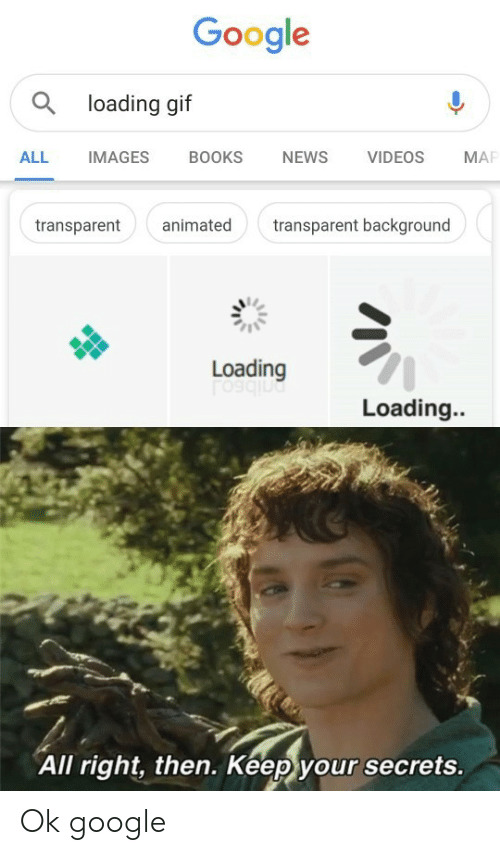 Google
loading gif
ALL IMAGES BOOKS NEWS VIDEOS MAP
transparent animated transparent background
Loading
Loading..
All right, then. Keep your secrets.
Ok google